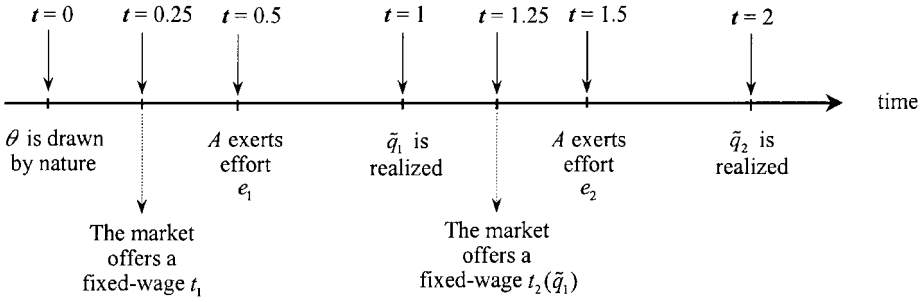 t = 0
t = 0.25
t = 0.5
t = 1
t = 1.25
t = 1.5
t = 2
time
θ is drawn
by nature
A exerts
effort
e₁
q̃₁ is
realized
A exerts
effort
e₂
q̃₂ is
realized
The market
offers a
fixed-wage t₁
The market
offers a
fixed-wage t₂(q̃₁)